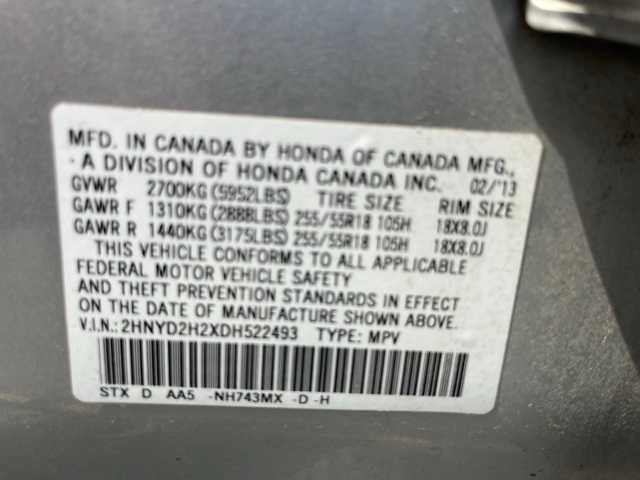 MFD. IN CANADA BY HONDA OF CANADA MFG.,
A DIVISION OF HONDA CANADA INC. 02/'13
GVWR 2700KG(5952LBS) TIRE SIZE RIM SIZE
GAWR F 1310KG(2888LBS) 255/55R18 105H 18X8.0J
GAWR R 1440KG(3175LBS) 255/55R18 105H 18X8.0J
THIS VEHICLE CONFORMS TO ALL APPLICABLE
FEDERAL MOTOR VEHICLE SAFETY
AND THEFT PREVENTION STANDARDS IN EFFECT
ON THE DATE OF MANUFACTURE SHOWN ABOVE.
V.I.N.:2HNYD2H2XDH522493 TYPE: MPV
STX D AA5 -NH743MX -D -H